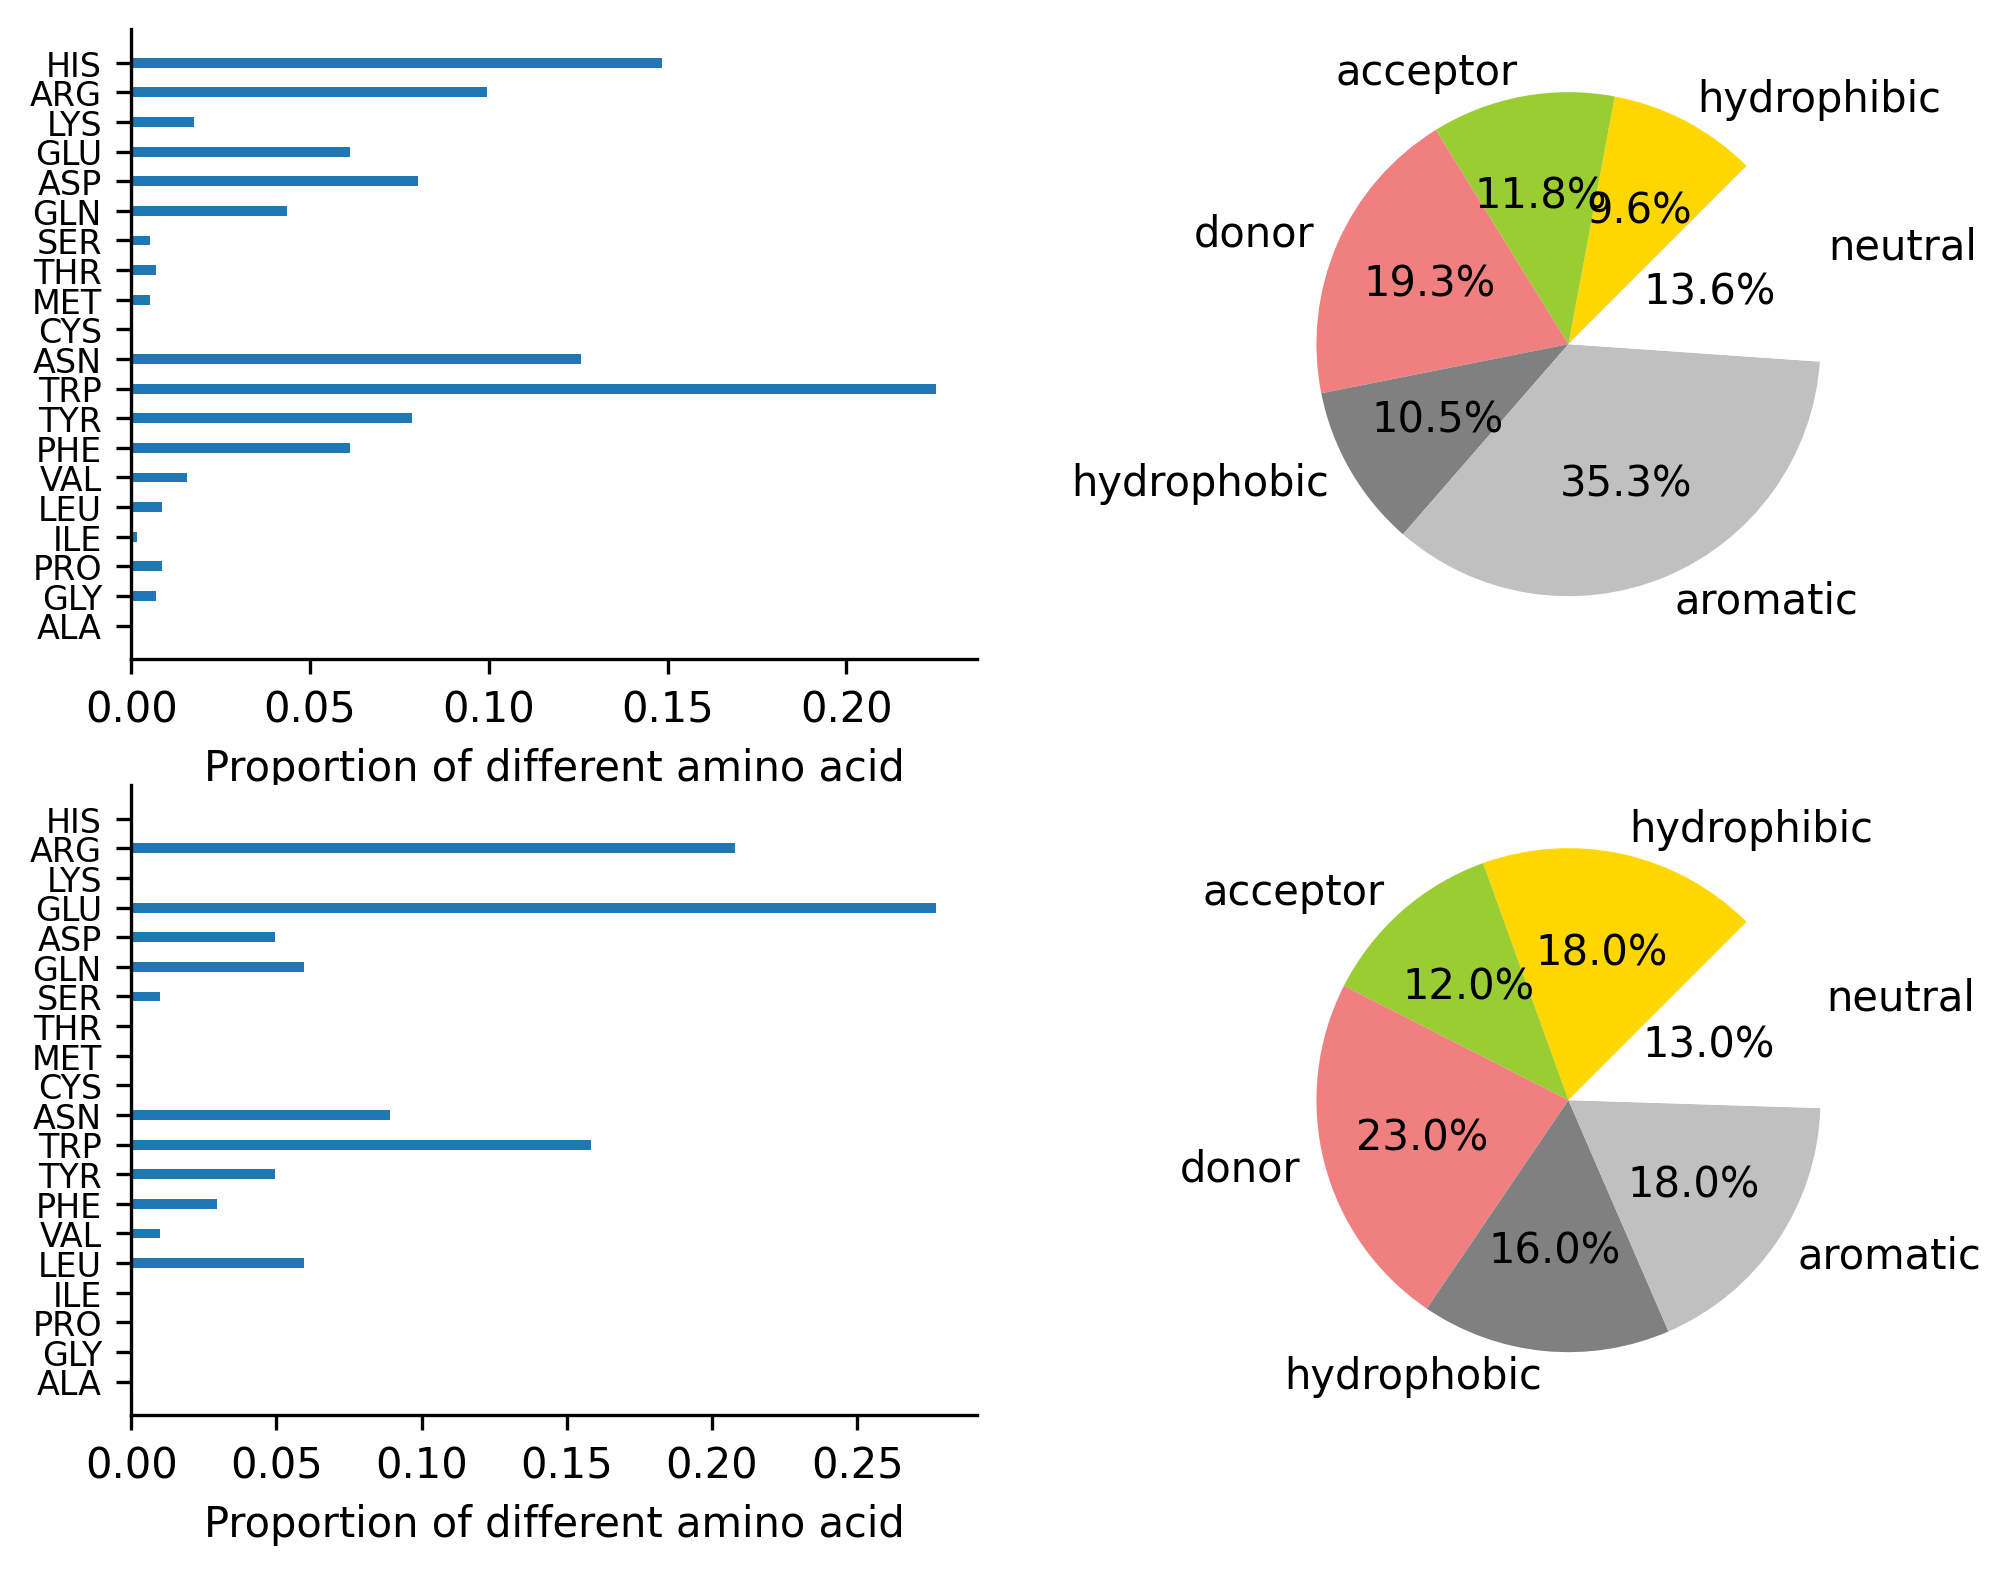 HIS
ARG
LYS
GLU
ASP
GLN
SER
THR
MET
CYS
ASN
TRP
TYR
PHE
VAL
LEU
ILE
PRO
GLY
ALA
0.00 0.05 0.10 0.15 0.20
Proportion of different amino acid
acceptor
hydrophibic
11.8%
9.6%
donor
neutral
19.3%
13.6%
10.5%
hydrophobic
35.3%
aromatic
HIS
ARG
LYS
GLU
ASP
GLN
SER
THR
MET
CYS
ASN
TRP
TYR
PHE
VAL
LEU
ILE
PRO
GLY
ALA
0.00 0.05 0.10 0.15 0.20 0.25
Proportion of different amino acid
hydrophibic
acceptor
18.0%
12.0%
neutral
13.0%
23.0%
donor
18.0%
16.0%
aromatic
hydrophobic